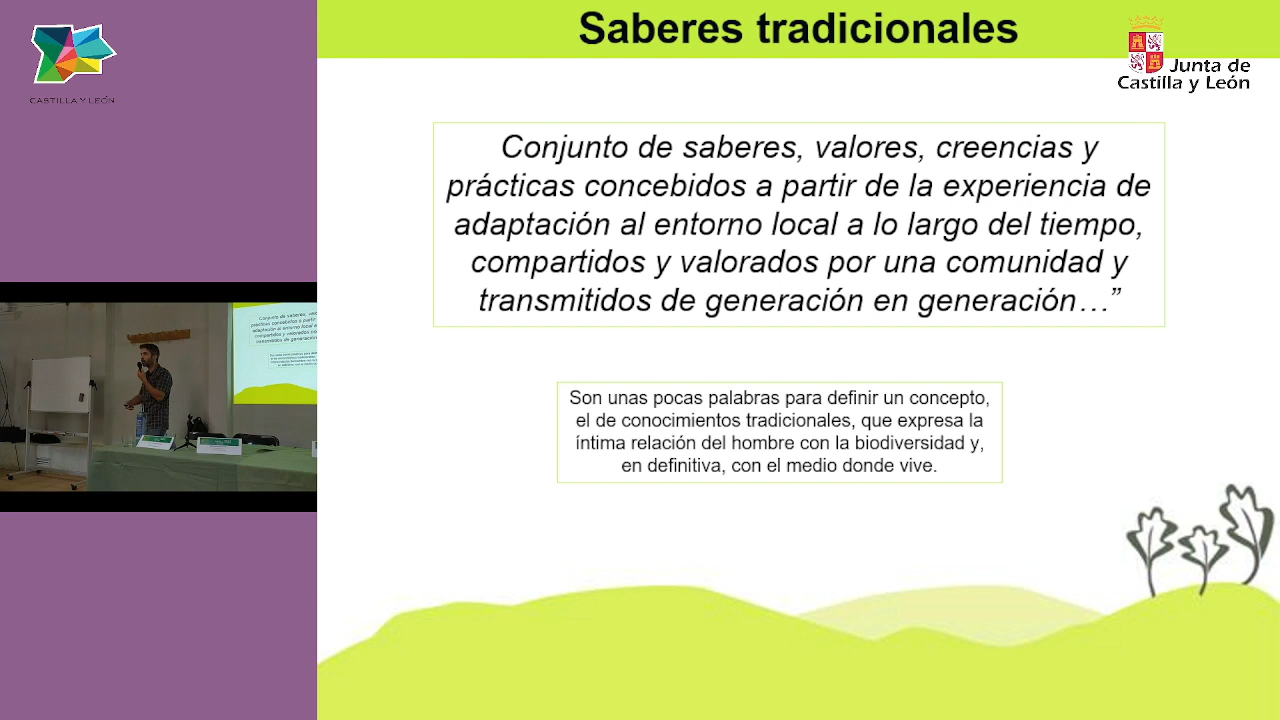 Saberes tradicionales
CASTILLA Y LEÓN
Junta de
Castilla y León
Conjunto de saberes, valores, creencias y
prácticas concebidos a partir de la experiencia de
adaptación al entorno local a lo largo del tiempo,
compartidos y valorados por una comunidad y
transmitidos de generación en generación…”
Son unas pocas palabras para definir un concepto,
el de conocimientos tradicionales, que expresa la
íntima relación del hombre con la biodiversidad y,
en definitiva, con el medio donde vive.